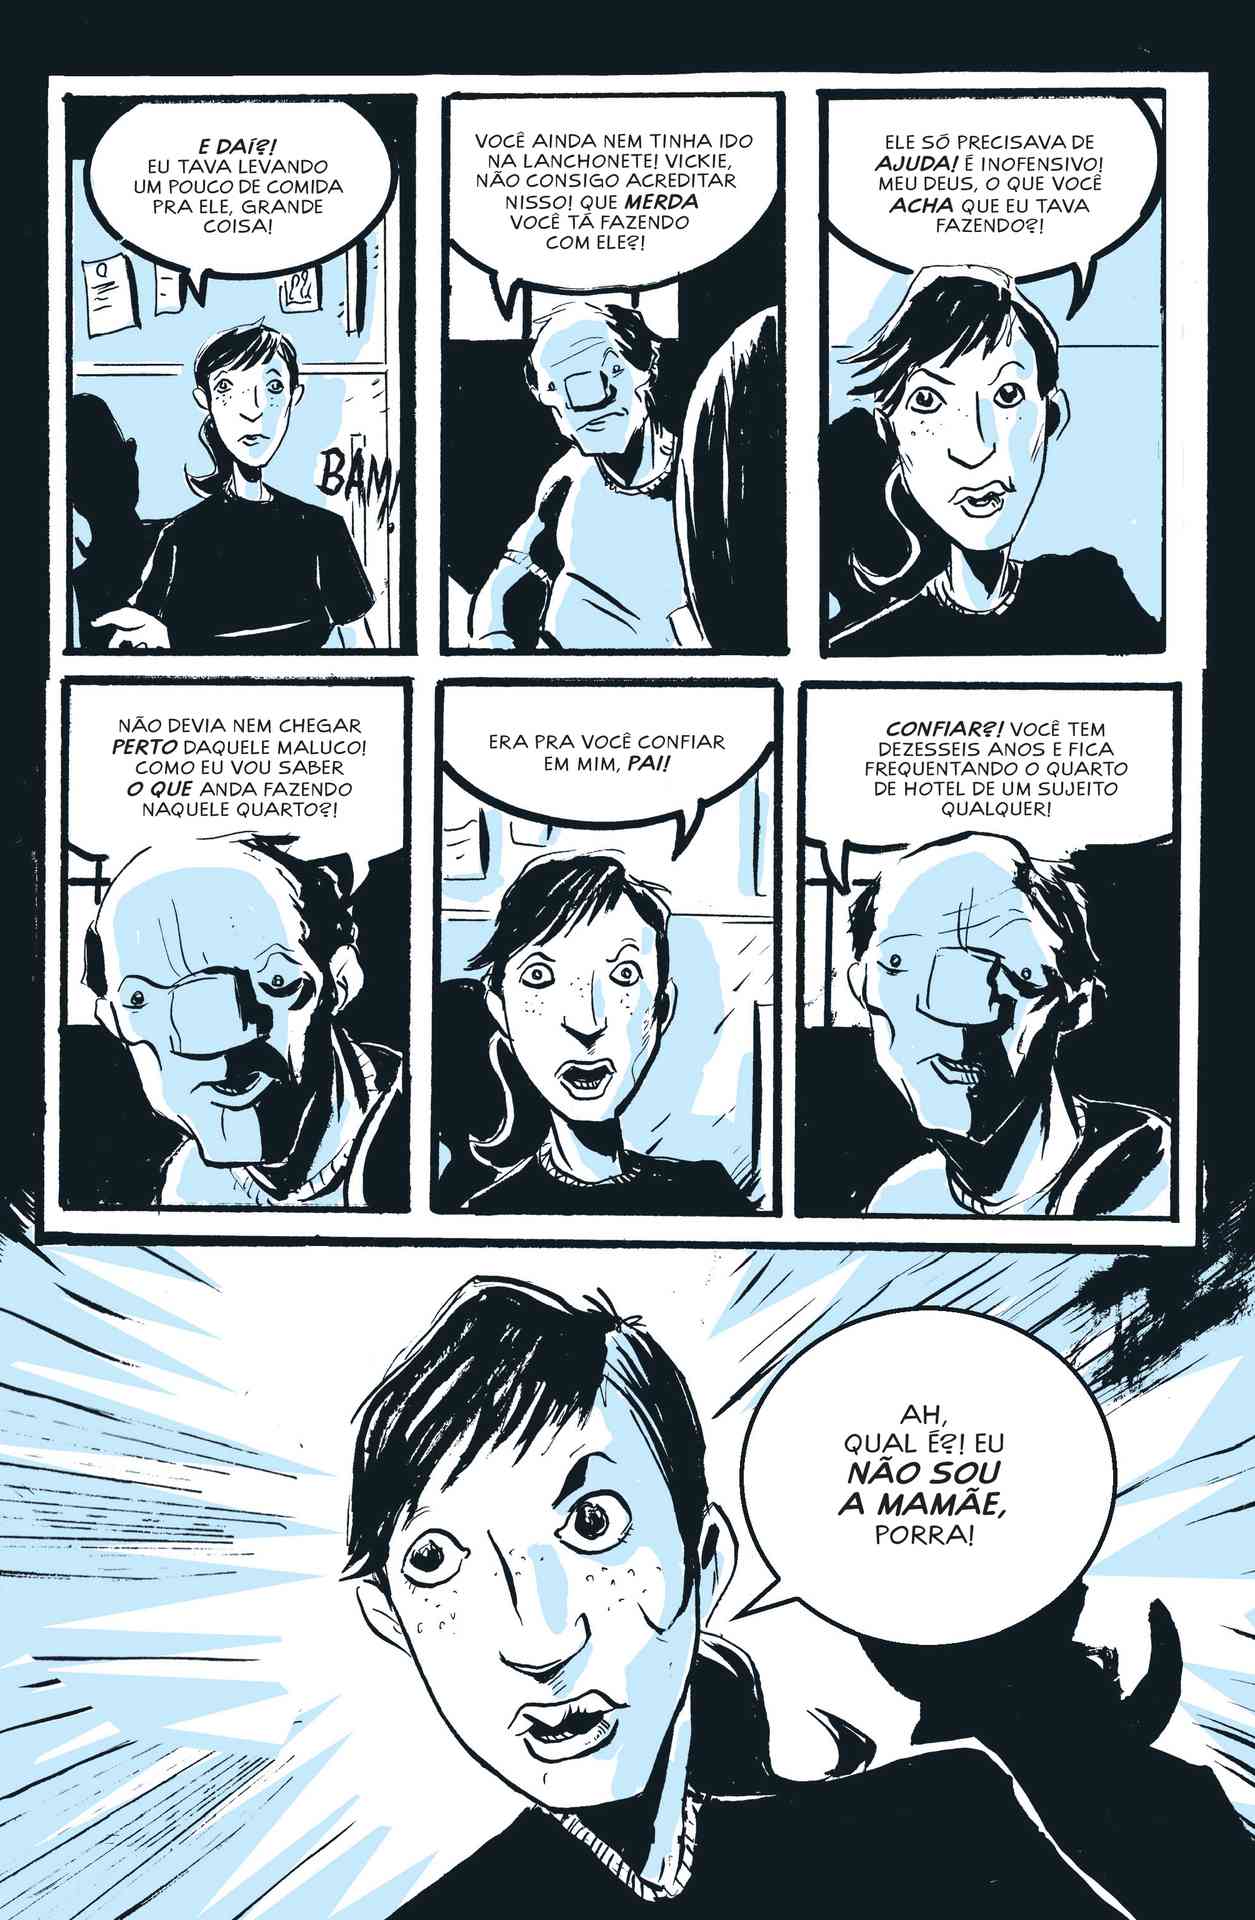 E DAÍ?!
EU TAVA LEVANDO
UM POUCO DE COMIDA
PRA ELE, GRANDE
COISA!
BAM
VOCÊ AINDA NEM TINHA IDO
NA LANCHONETE! VICKIE,
NÃO CONSIGO ACREDITAR
NISSO! QUE MERDA
VOCÊ TÁ FAZENDO
COM ELE?!
ELE SÓ PRECISAVA DE
AJUDA! É INOFENSIVO!
MEU DEUS, O QUE VOCÊ
ACHA QUE EU TAVA
FAZENDO?!
NÃO DEVIA NEM CHEGAR
PERTO DAQUELE MALUCO!
COMO EU VOU SABER
O QUE ANDA FAZENDO
NAQUELE QUARTO?!
ERA PRA VOCÊ CONFIAR
EM MIM, PAI!
CONFIAR?! VOCÊ TEM
DEZESSEIS ANOS E FICA
FREQUENTANDO O QUARTO
DE HOTEL DE UM SUJEITO
QUALQUER!
AH,
QUAL É?! EU
NÃO SOU
A MAMÃE,
PORRA!